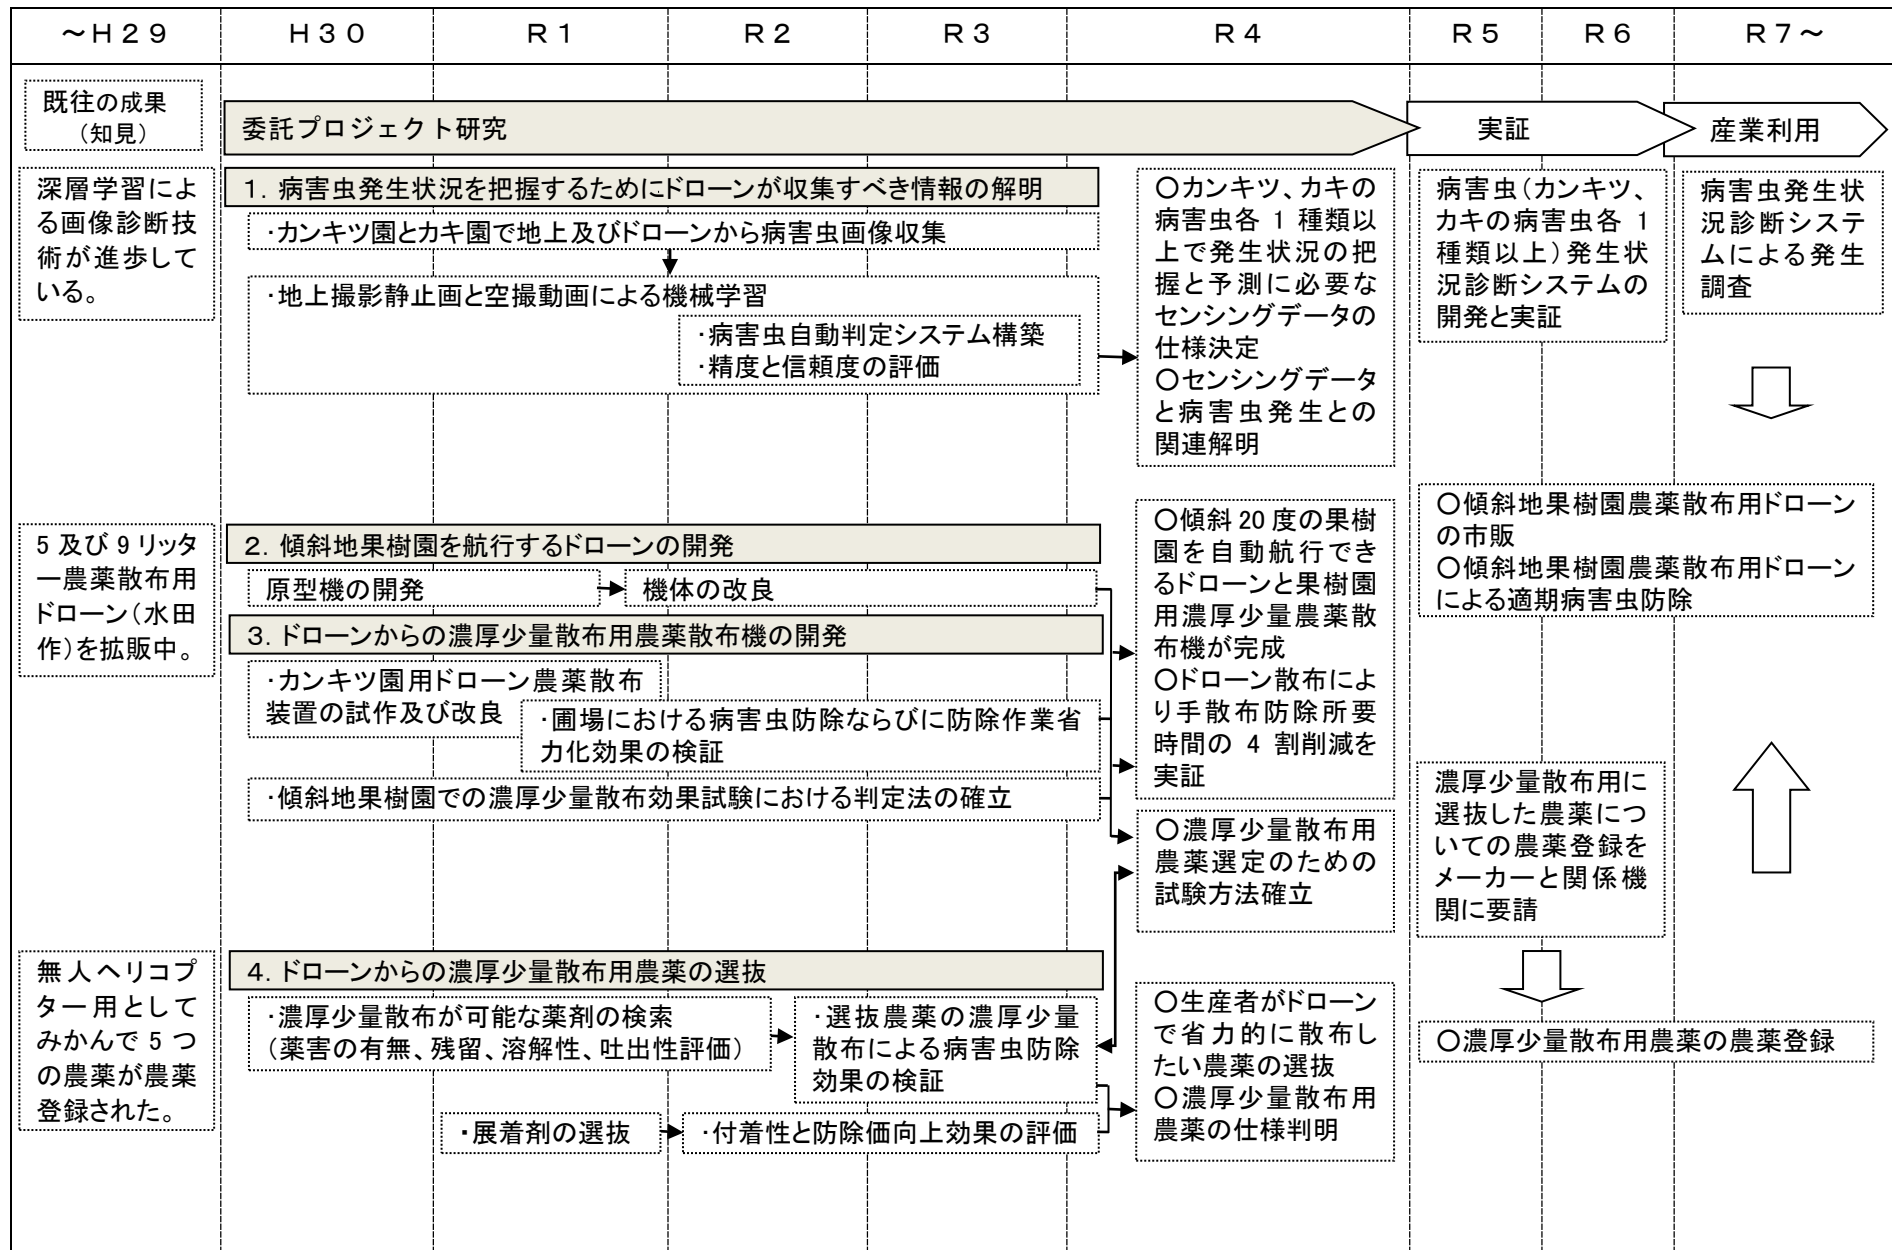 ～H29
H30
R1
R2
R3
R4
R5
R6
R7～
既往の成果
（知見）
委託プロジェクト研究
実証
産業利用
深層学習によ
る画像診断技
術が進歩して
いる。
1．病害虫発生状況を把握するためにドローンが収集すべき情報の解明
・カンキツ園とカキ園で地上及びドローンから病害虫画像収集
・地上撮影静止画と空撮動画による機械学習
・病害虫自動判定システム構築
・精度と信頼度の評価
〇カンキツ、カキの
病害虫各 1 種類以
上で発生状況の把
握と予測に必要な
センシングデータの
仕様決定
〇センシングデータ
と病害虫発生との
関連解明
病害虫（カンキツ、
カキの病害虫各 1
種類以上）発生状
況診断システムの
開発と実証
病害虫発生状
況診断システ
ムによる発生
調査
5 及び 9 リッタ
ー農薬散布用
ドローン（水田
作）を拡販中。
2．傾斜地果樹園を航行するドローンの開発
原型機の開発
機体の改良
3．ドローンからの濃厚少量散布用農薬散布機の開発
・カンキツ園用ドローン農薬散布
装置の試作及び改良
・圃場における病害虫防除ならびに防除作業省
力化効果の検証
・傾斜地果樹園での濃厚少量散布効果試験における判定法の確立
〇傾斜 20 度の果樹
園を自動航行でき
るドローンと果樹園
用濃厚少量農薬散
布機が完成
〇ドローン散布によ
り手散布防除所要
時間の 4 割削減を
実証
〇濃厚少量散布用
農薬選定のための
試験方法確立
〇傾斜地果樹園農薬散布用ドローン
の市販
〇傾斜地果樹園農薬散布用ドローン
による適期病害虫防除
濃厚少量散布用に
選抜した農薬につ
いての農薬登録を
メーカーと関係機
関に要請
無人ヘリコプ
ター用として
みかんで 5 つ
の農薬が農薬
登録された。
4．ドローンからの濃厚少量散布用農薬の選抜
・濃厚少量散布が可能な薬剤の検索
（薬害の有無、残留、溶解性、吐出性評価）
・選抜農薬の濃厚少量
散布による病害虫防除
効果の検証
・展着剤の選抜
・付着性と防除価向上効果の評価
〇生産者がドローン
で省力的に散布し
たい農薬の選抜
〇濃厚少量散布用
農薬の仕様判明
〇濃厚少量散布用農薬の農薬登録